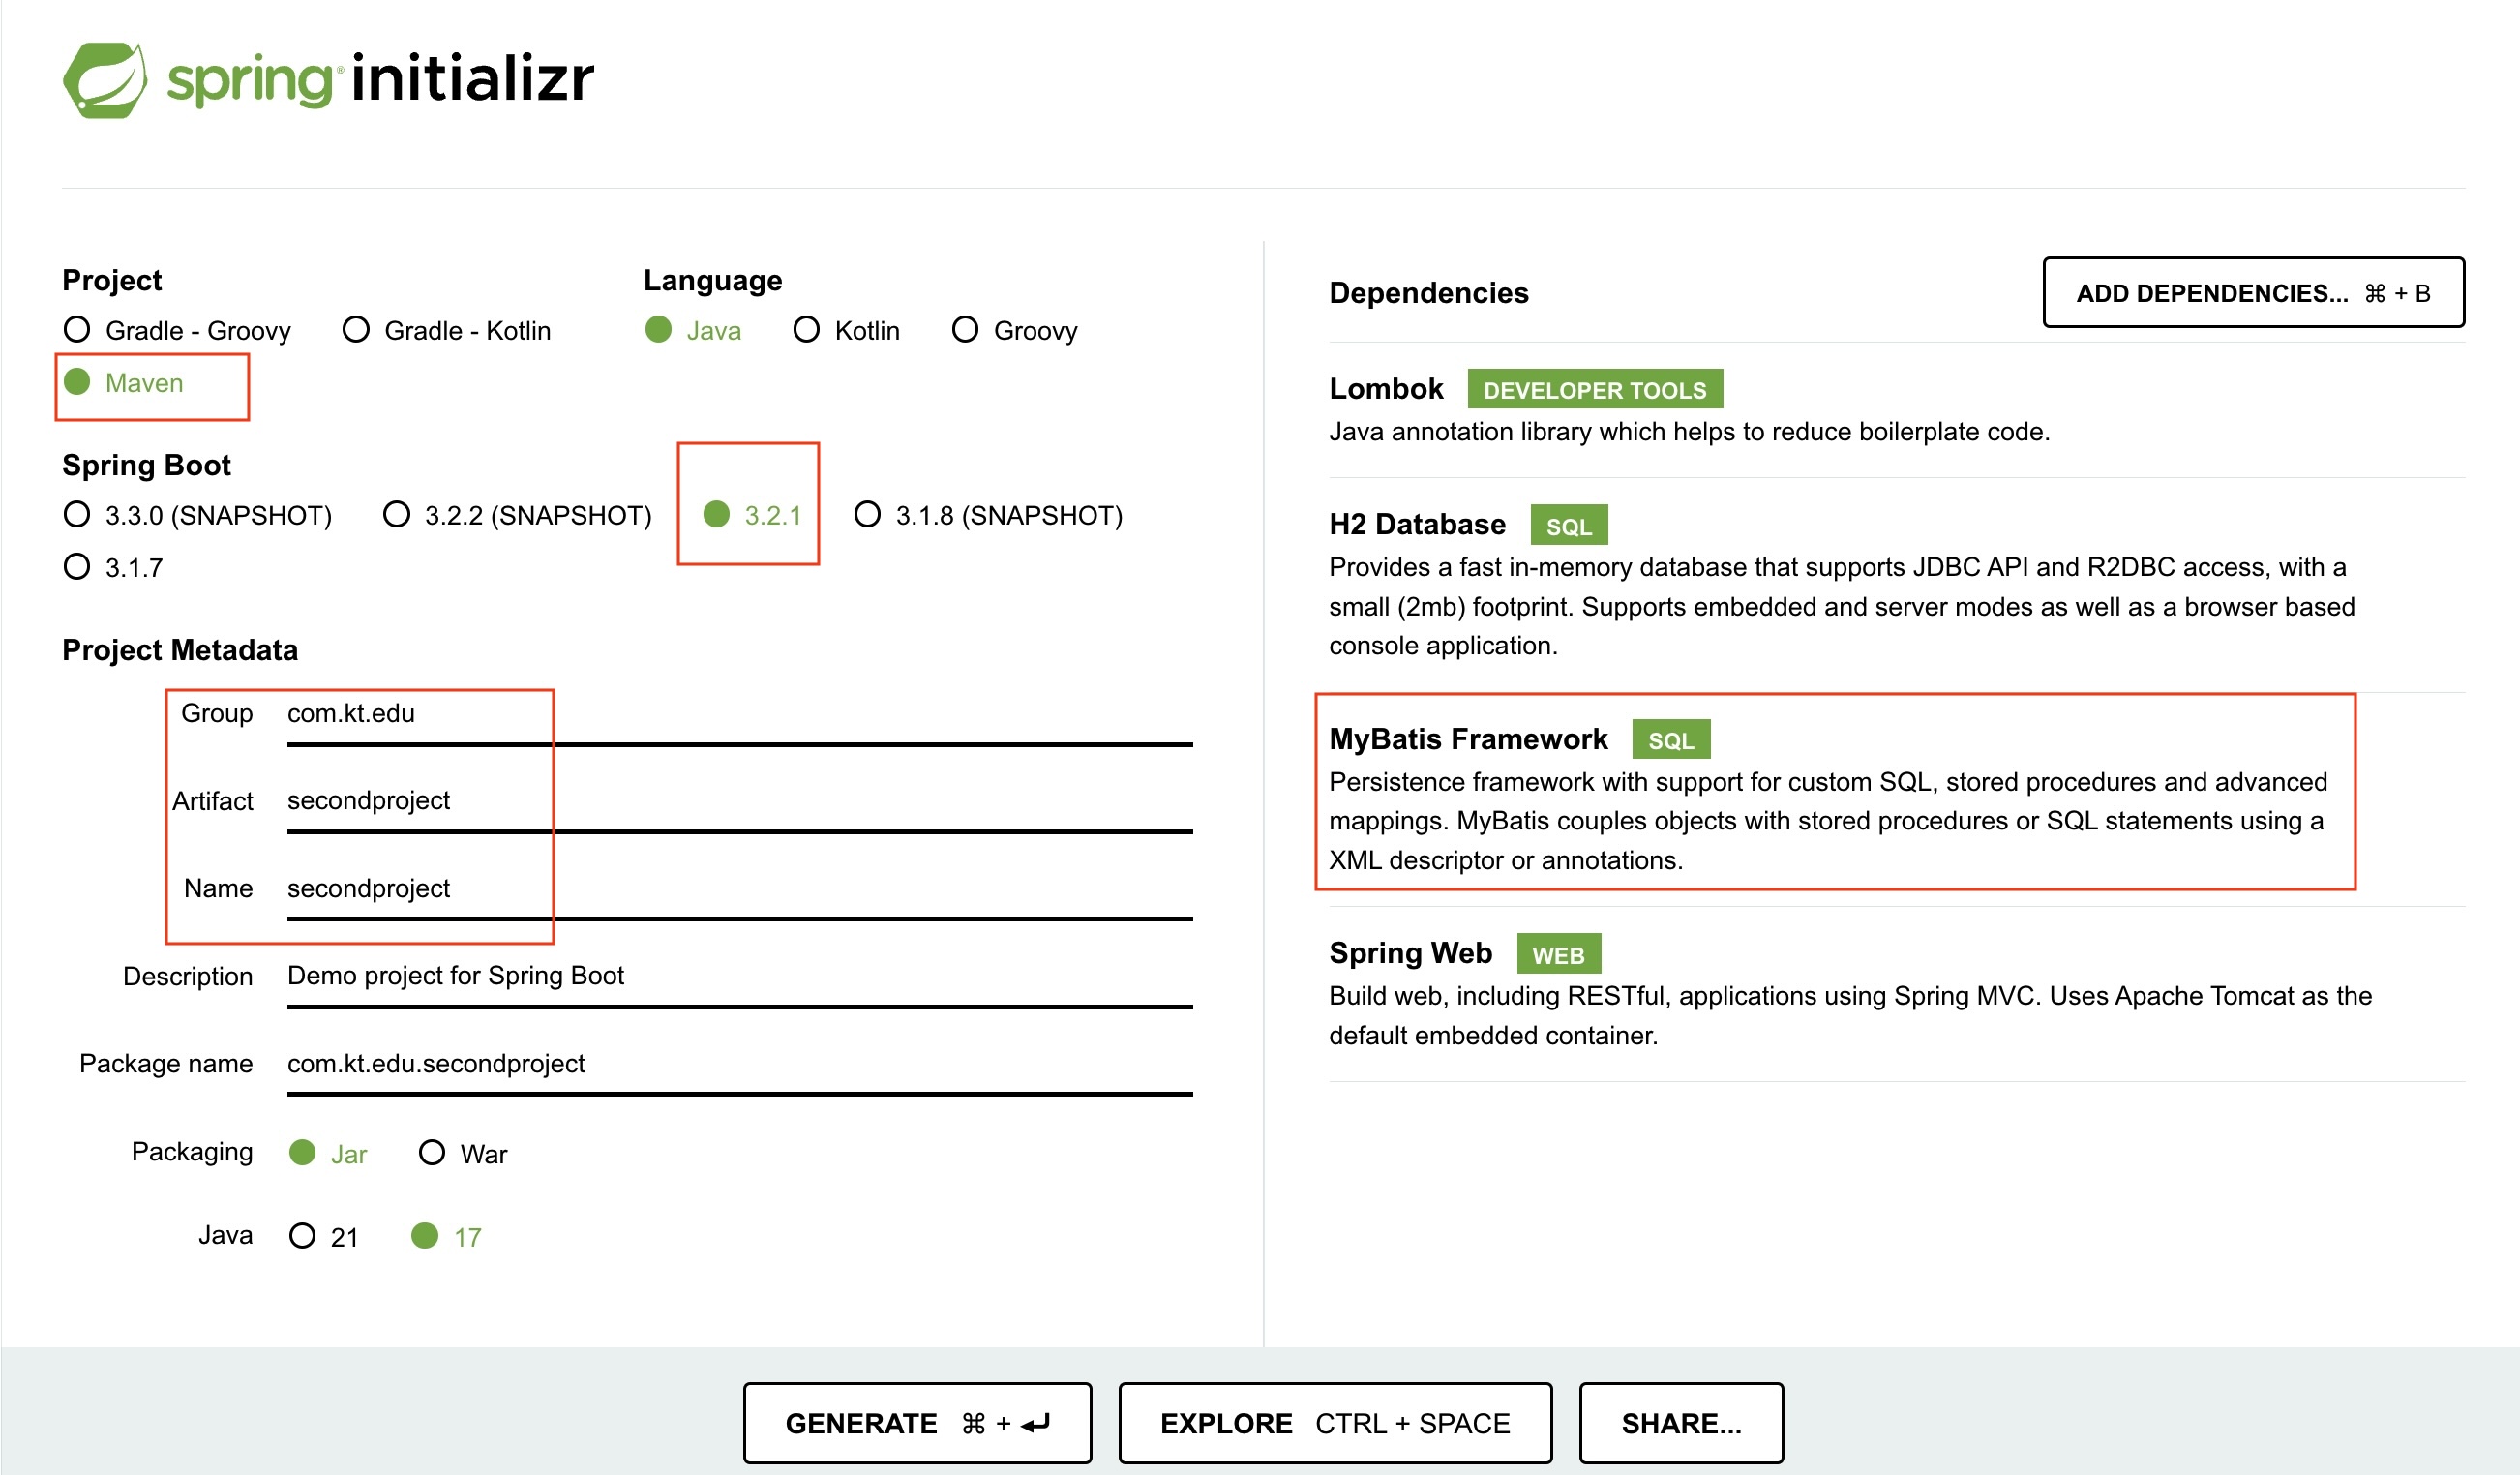 spring initializr
Project
Gradle - Groovy Gradle - Kotlin
Maven
Language
Java Kotlin Groovy
Spring Boot
3.3.0 (SNAPSHOT) 3.2.2 (SNAPSHOT) 3.2.1 3.1.8 (SNAPSHOT)
3.1.7
Project Metadata
Group com.kt.edu
Artifact secondproject
Name secondproject
Description Demo project for Spring Boot
Package name com.kt.edu.secondproject
Packaging Jar War
Java 21 17
Dependencies
ADD DEPENDENCIES... ⌘ + B
Lombok DEVELOPER TOOLS
Java annotation library which helps to reduce boilerplate code.
H2 Database SQL
Provides a fast in-memory database that supports JDBC API and R2DBC access, with a
small (2mb) footprint. Supports embedded and server modes as well as a browser based
console application.
MyBatis Framework SQL
Persistence framework with support for custom SQL, stored procedures and advanced
mappings. MyBatis couples objects with stored procedures or SQL statements using a
XML descriptor or annotations.
Spring Web WEB
Build web, including RESTful, applications using Spring MVC. Uses Apache Tomcat as the
default embedded container.
GENERATE ⌘ + ⏎
EXPLORE CTRL + SPACE
SHARE...